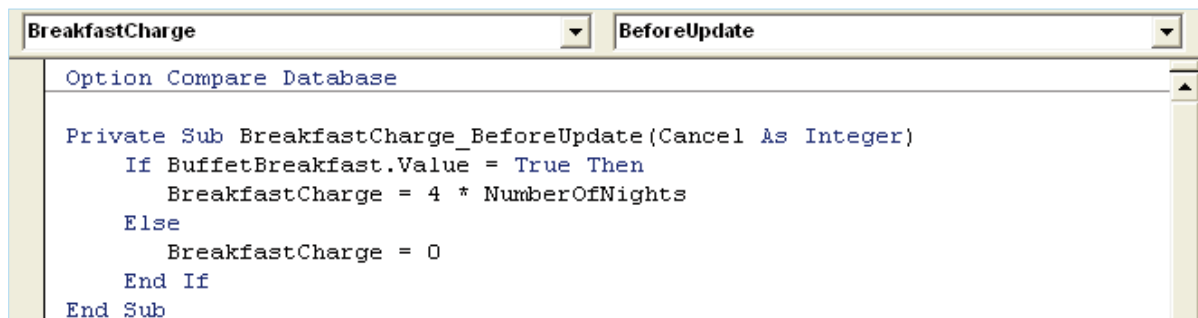 BreakfastCharge BeforeUpdate
Option Compare Database
Private Sub BreakfastCharge_BeforeUpdate(Cancel As Integer)
If BuffetBreakfast.Value = True Then
BreakfastCharge = 4 * NumberOfNights
Else
BreakfastCharge = 0
End If
End Sub